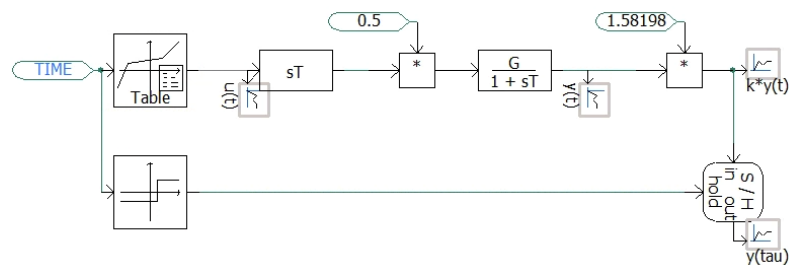 0.5
1.58198
TIME
Table
u(t)
sT
*
G
1 + sT
y(t)
*
k*y(t)
S / H
in out
hold
y(tau)